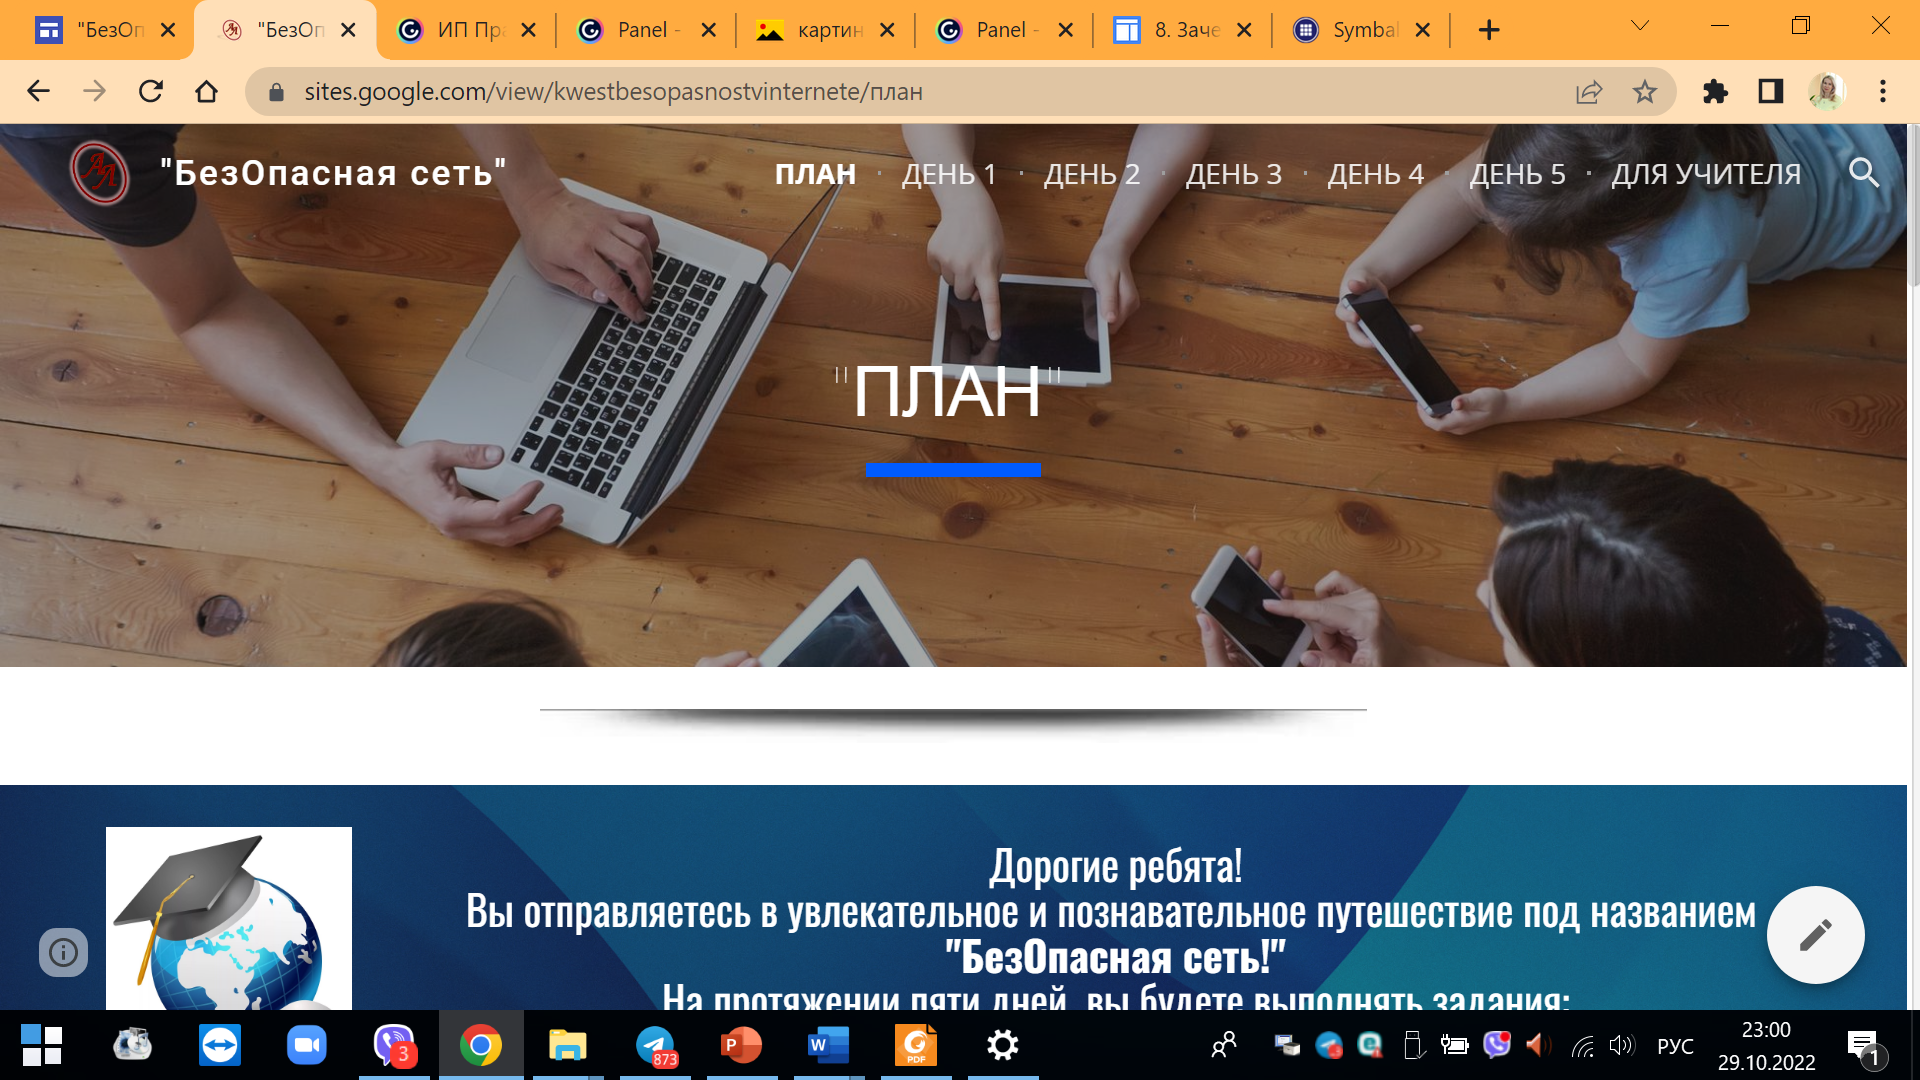 "БезОп
"БезОп
ИП Пра
Panel -
картин
Panel -
8. Заче
Symbal
sites.google.com/view/kwestbesopasnostvinternete/план
АЛ
"БезОпасная сеть"
ПЛАН · ДЕНЬ 1 · ДЕНЬ 2 · ДЕНЬ 3 · ДЕНЬ 4 · ДЕНЬ 5 · ДЛЯ УЧИТЕЛЯ
"ПЛАН"
Дорогие ребята!
Вы отправляетесь в увлекательное и познавательное путешествие под названием
"БезОпасная сеть!"
На протяжении пяти дней, вы будете выполнять задания:
3
873
P
W
PDF
РУС
23:00
29.10.2022
1